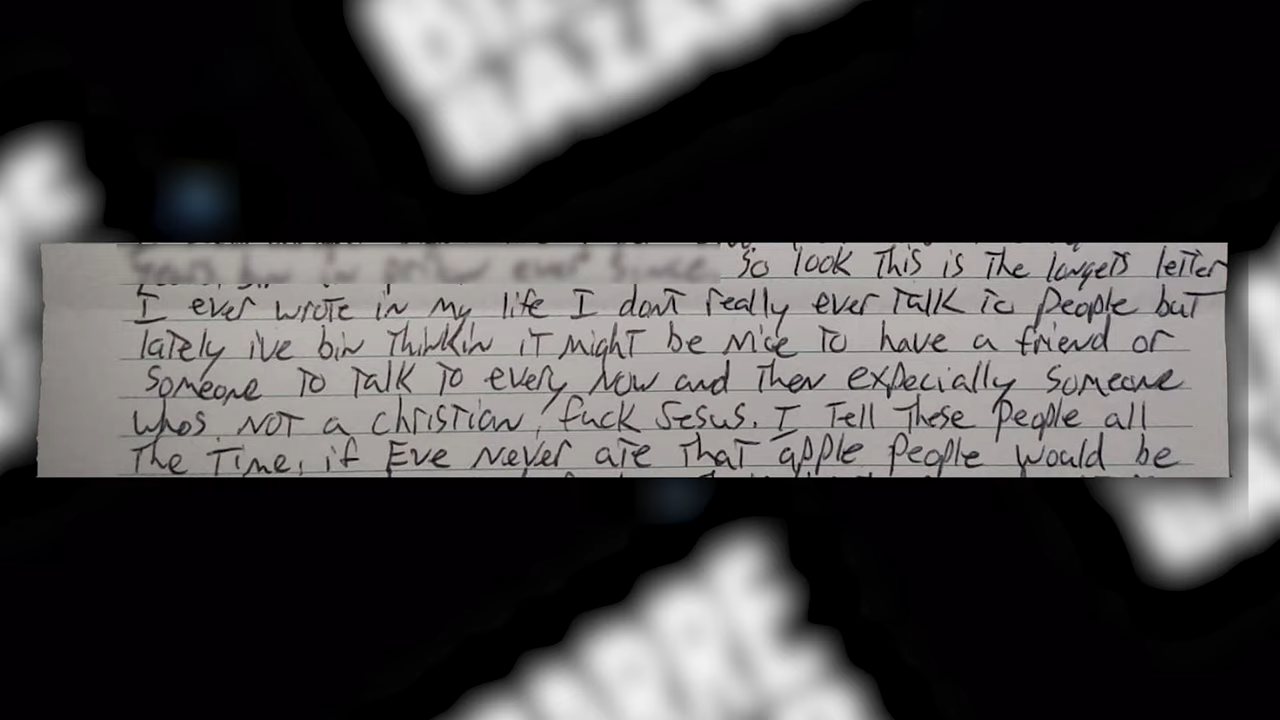 So look This is The longets letter
I ever wrote in my life I dont really ever Talk to People but
lately i've bin Thinkin it might be Nice To have a friend or
Someone To Talk To every Now and Then expecially Someone
whos NOT a christian, fuck Jesus. I Tell These People all
The Time, if Eve Never ate That apple People would be